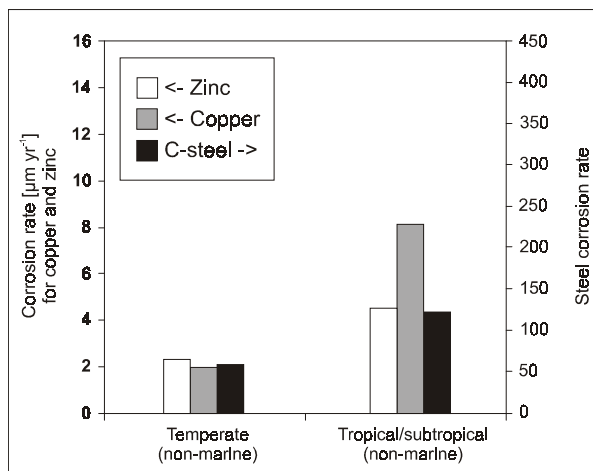 16
14
12
10
8
6
4
2
0
Corrosion rate [µm yr-1]
for copper and zinc
<- Zinc
<- Copper
C-steel ->
450
400
350
300
250
200
150
100
50
0
Steel corrosion rate
Temperate
(non-marine)
Tropical/subtropical
(non-marine)